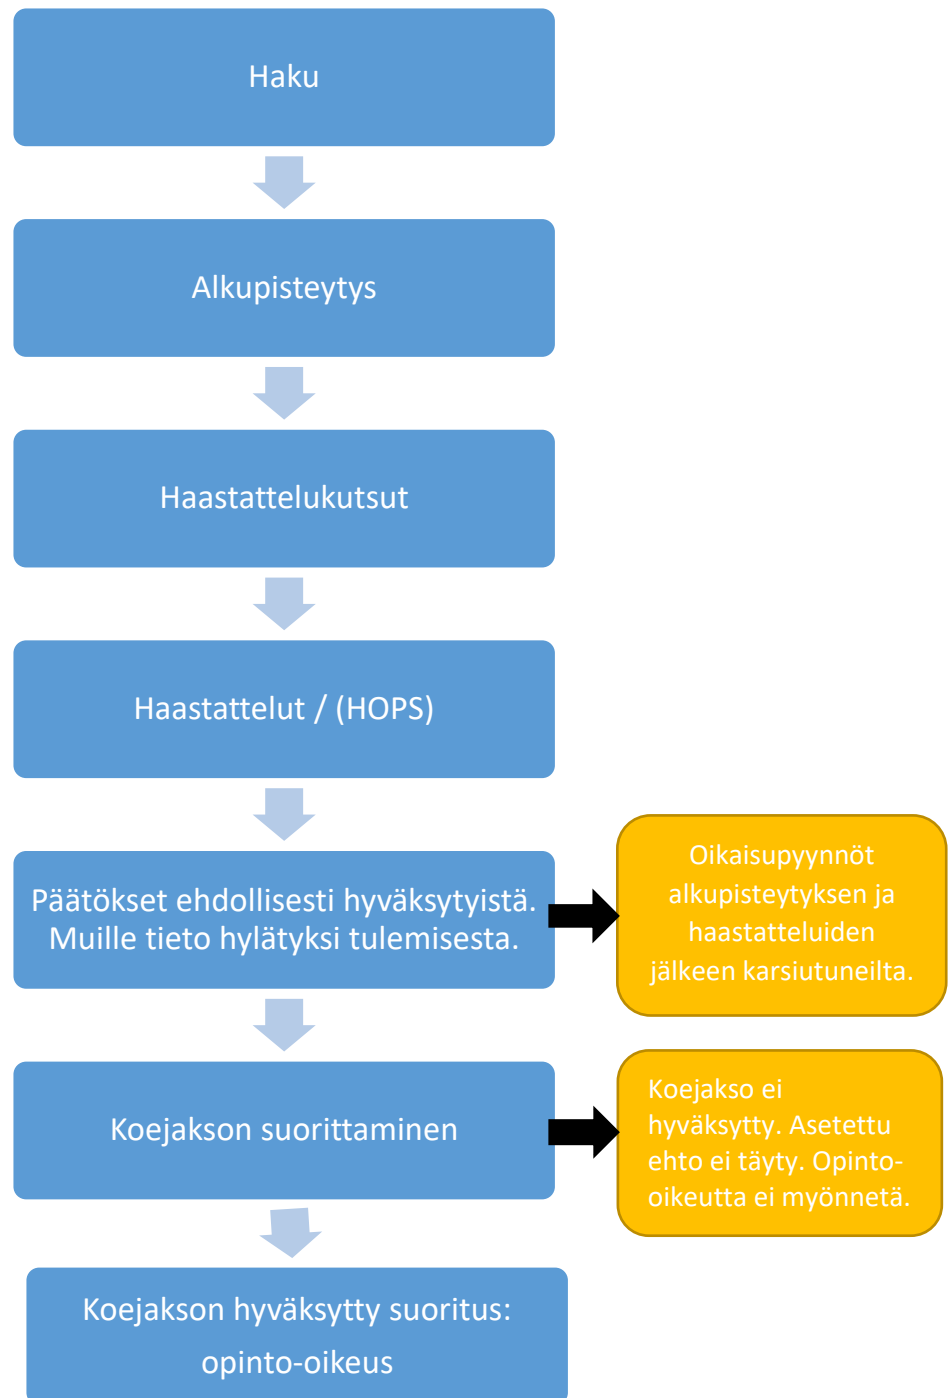 Haku
Alkupisteytys
Haastattelukutsut
Haastattelut / (HOPS)
Päätökset ehdollisesti hyväksytyistä.
Muille tieto hylätyksi tulemisesta.
Oikaisupyynnöt
alkupisteytyksen ja
haastatteluiden
jälkeen karsiutuneilta.
Koejakson suorittaminen
Koejakso ei
hyväksytty. Asetettu
ehto ei täyty. Opinto-
oikeutta ei myönnetä.
Koejakson hyväksytty suoritus:
opinto-oikeus